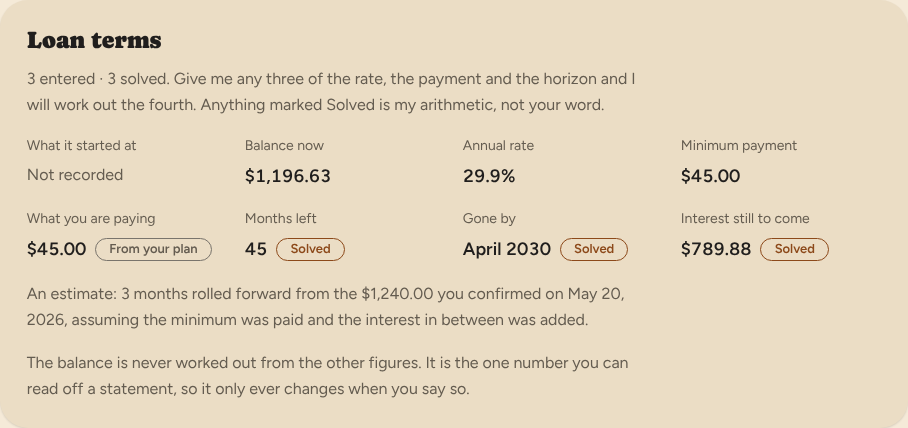 Loan terms
3 entered · 3 solved. Give me any three of the rate, the payment and the horizon and I
will work out the fourth. Anything marked Solved is my arithmetic, not your word.
What it started at
Not recorded
Balance now
$1,196.63
Annual rate
29.9%
Minimum payment
$45.00
What you are paying
$45.00 From your plan
Months left
45 Solved
Gone by
April 2030 Solved
Interest still to come
$789.88 Solved
An estimate: 3 months rolled forward from the $1,240.00 you confirmed on May 20,
2026, assuming the minimum was paid and the interest in between was added.
The balance is never worked out from the other figures. It is the one number you can
read off a statement, so it only ever changes when you say so.